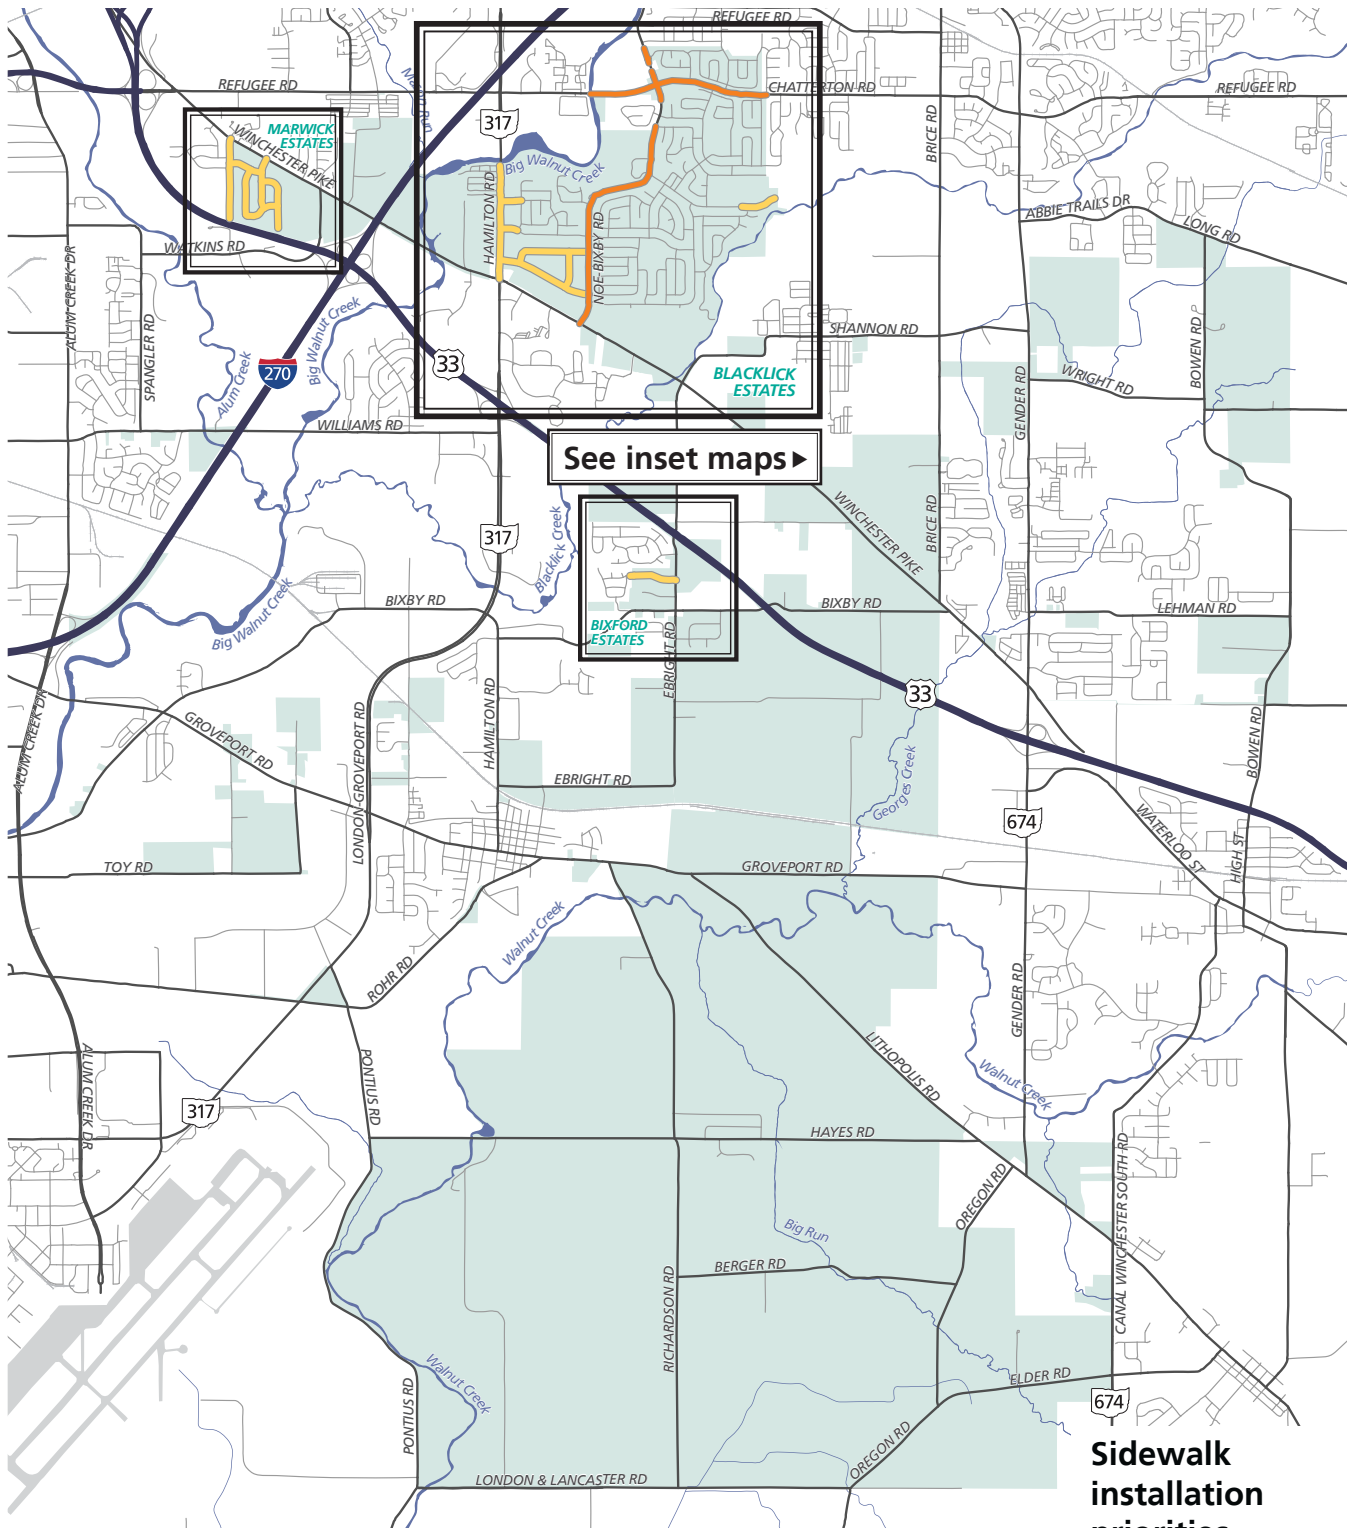 REFUGEE RD
REFUGEE RD
CHATTERTON RD
REFUGEE RD
Mason Run
317
MARWICK
ESTATES
WINCHESTER PIKE
BRICE RD
Big Walnut Creek
HAMILTON RD
NOE-BIXBY RD
ABBIE TRAILS DR
LONG RD
WATKINS RD
ALUM CREEK DR
SPANGLER RD
Alum Creek
Big Walnut Creek
270
33
SHANNON RD
BLACKLICK
ESTATES
GENDER RD
WRIGHT RD
BOWEN RD
WILLIAMS RD
See inset maps
317
Blacklick Creek
WINCHESTER PIKE
BRICE RD
Big Walnut Creek
BIXBY RD
BIXFORD
ESTATES
EBRIGHT RD
BIXBY RD
LEHMAN RD
ALUM CREEK DR
GROVEPORT RD
LONDON-GROVEPORT RD
HAMILTON RD
EBRIGHT RD
33
Georges Creek
BOWEN RD
674
WATERLOO ST
HIGH ST
TOY RD
GROVEPORT RD
Walnut Creek
ROHR RD
GENDER RD
ALUM CREEK DR
PONTIUS RD
317
LITHOPOLIS RD
Walnut Creek
HAYES RD
OREGON RD
CANAL WINCHESTER SOUTH RD
Big Run
BERGER RD
RICHARDSON RD
Walnut Creek
PONTIUS RD
ELDER RD
674
OREGON RD
LONDON & LANCASTER RD
Sidewalk
installation
priorities